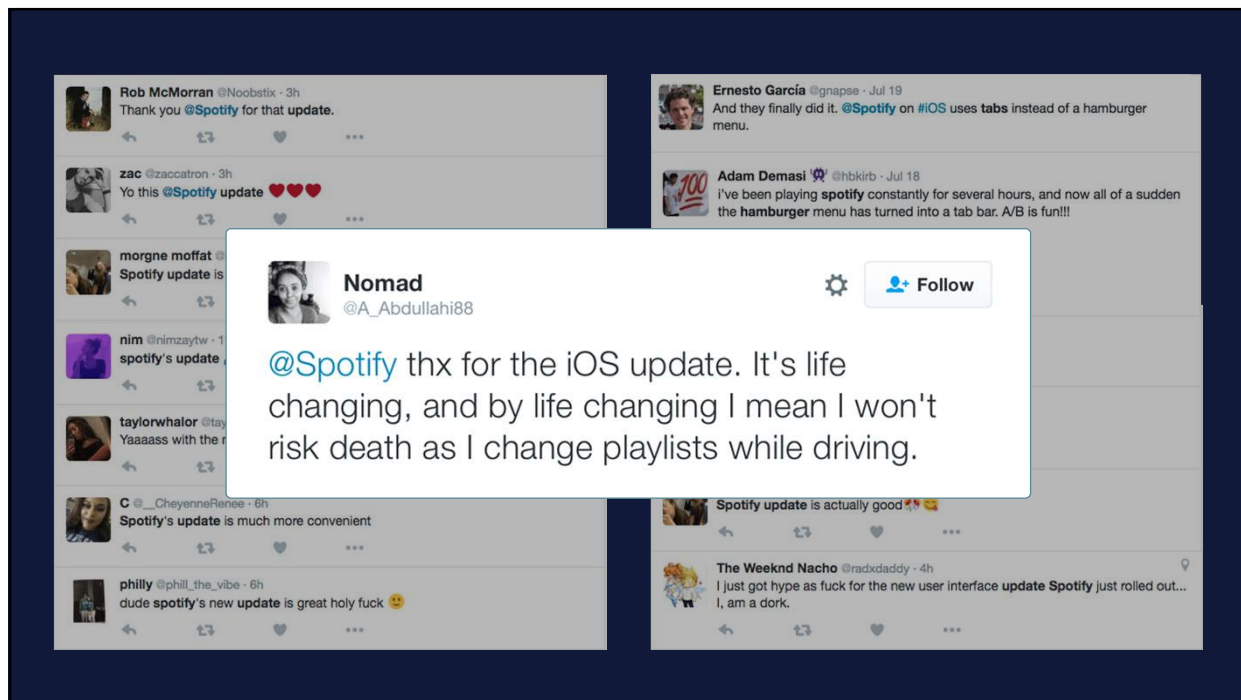 Rob McMorran @Noobstix · 3h
Thank you @Spotify for that update.
zac @zaccatron · 3h
Yo this @Spotify update ❤❤❤
morgne moffat @
Spotify update is
nim @nimzaytw · 1
spotify's update
taylorwhalor @tay
Yaaaass with the
C @__CheyenneRenee · 6h
Spotify's update is much more convenient
philly @phill_the_vibe · 6h
dude spotify's new update is great holy fuck 🙂
Ernesto García @gnapse · Jul 19
And they finally did it. @Spotify on #iOS uses tabs instead of a hamburger
menu.
Adam Demasi @hbkirb · Jul 18
i've been playing spotify constantly for several hours, and now all of a sudden
the hamburger menu has turned into a tab bar. A/B is fun!!!
Spotify update is actually good
The Weeknd Nacho @radxdaddy · 4h
I just got hype as fuck for the new user interface update Spotify just rolled out...
I, am a dork.
Nomad
@A_Abdullahi88
Follow
@Spotify thx for the iOS update. It's life
changing, and by life changing I mean I won't
risk death as I change playlists while driving.